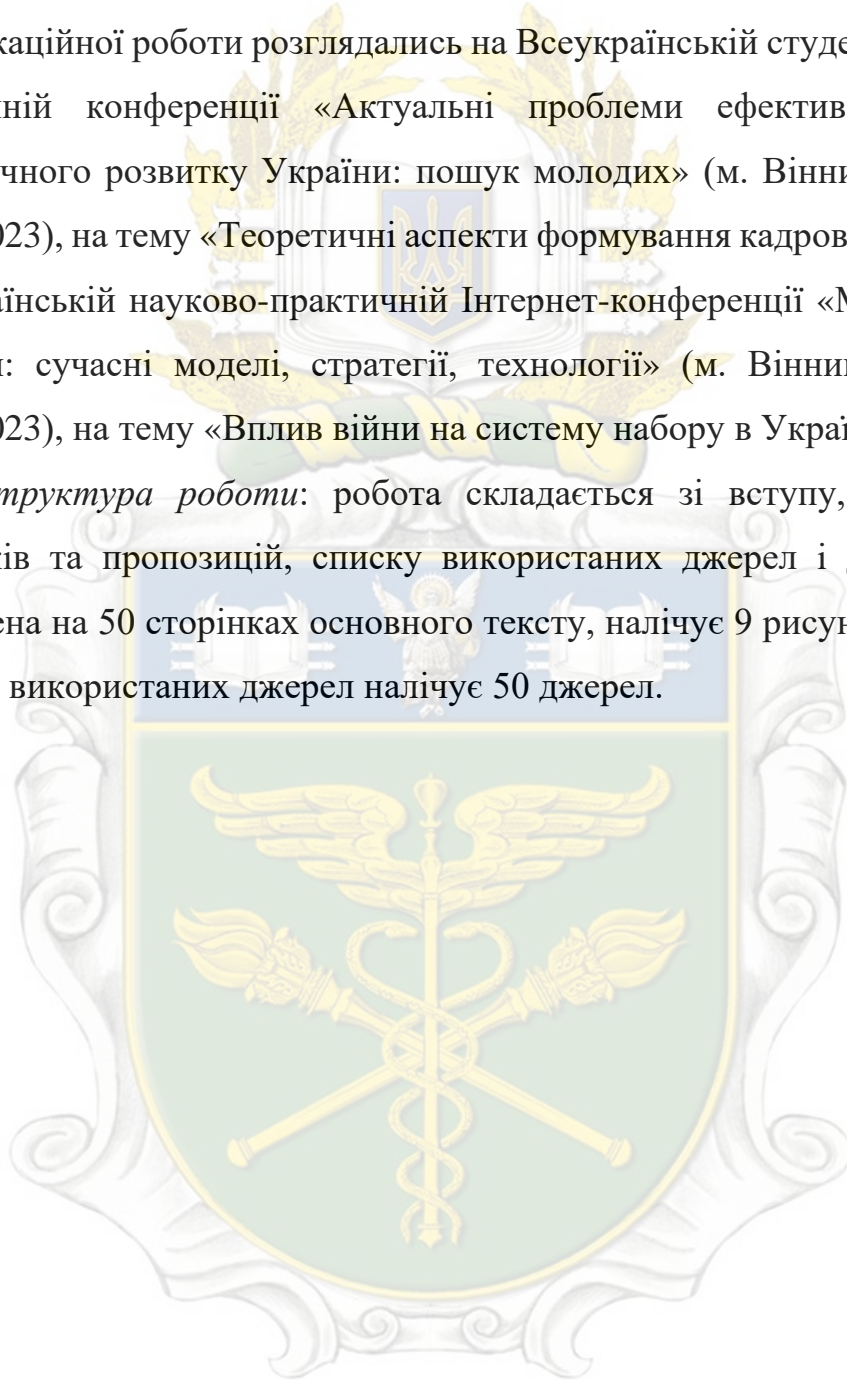 каційної роботи розглядались на Всеукраїнській студе
ній конференції «Актуальні проблеми ефектив
чного розвитку України: пошук молодих» (м. Вінни
023), на тему «Теоретичні аспекти формування кадров
аїнській науково-практичній Інтернет-конференції «М
: сучасні моделі, стратегії, технології» (м. Вінни
023), на тему «Вплив війни на систему набору в Украї
труктура роботи: робота складається зі вступу,
ів та пропозицій, списку використаних джерел і
ена на 50 сторінках основного тексту, налічує 9 рисун
використаних джерел налічує 50 джерел.